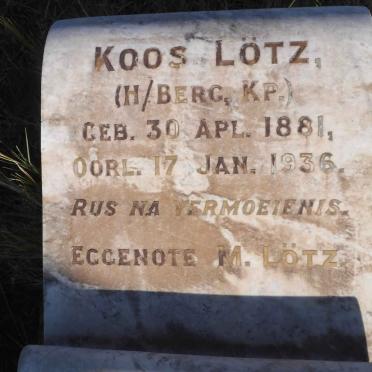 KOOS LÖTZ,
(H/BERG, KP.)
GEB. 30 APL. 1881,
OORL. 17 JAN. 1936.
RUS NA VERMOEIENIS.
EGGENOTE M. LÖTZ.